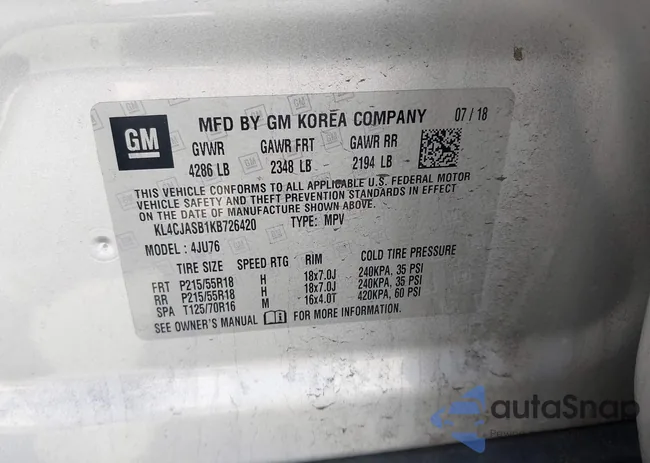 GM
MFD BY GM KOREA COMPANY 07/18
GVWR GAWR FRT GAWR RR
4286 LB 2348 LB 2194 LB
THIS VEHICLE CONFORMS TO ALL APPLICABLE U.S. FEDERAL MOTOR
VEHICLE SAFETY AND THEFT PREVENTION STANDARDS IN EFFECT
ON THE DATE OF MANUFACTURE SHOWN ABOVE.
KL4CJASB1KB726420 TYPE: MPV
MODEL: 4JU76
TIRE SIZE SPEED RTG RIM COLD TIRE PRESSURE
FRT P215/55R18 H 18x7.0J 240KPA, 35 PSI
RR P215/55R18 H 18x7.0J 240KPA, 35 PSI
SPA T125/70R16 M 16x4.0T 420KPA, 60 PSI
SEE OWNER'S MANUAL FOR MORE INFORMATION.
autoSnap